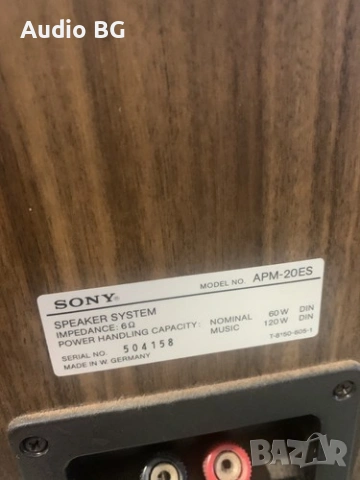 Audio BG
SONY®
MODEL NO. APM-20ES
SPEAKER SYSTEM
IMPEDANCE: 6Ω
POWER HANDLING CAPACITY: NOMINAL 60W DIN
MUSIC 120W DIN
SERIAL NO. 504158
MADE IN W. GERMANY
BAZAR